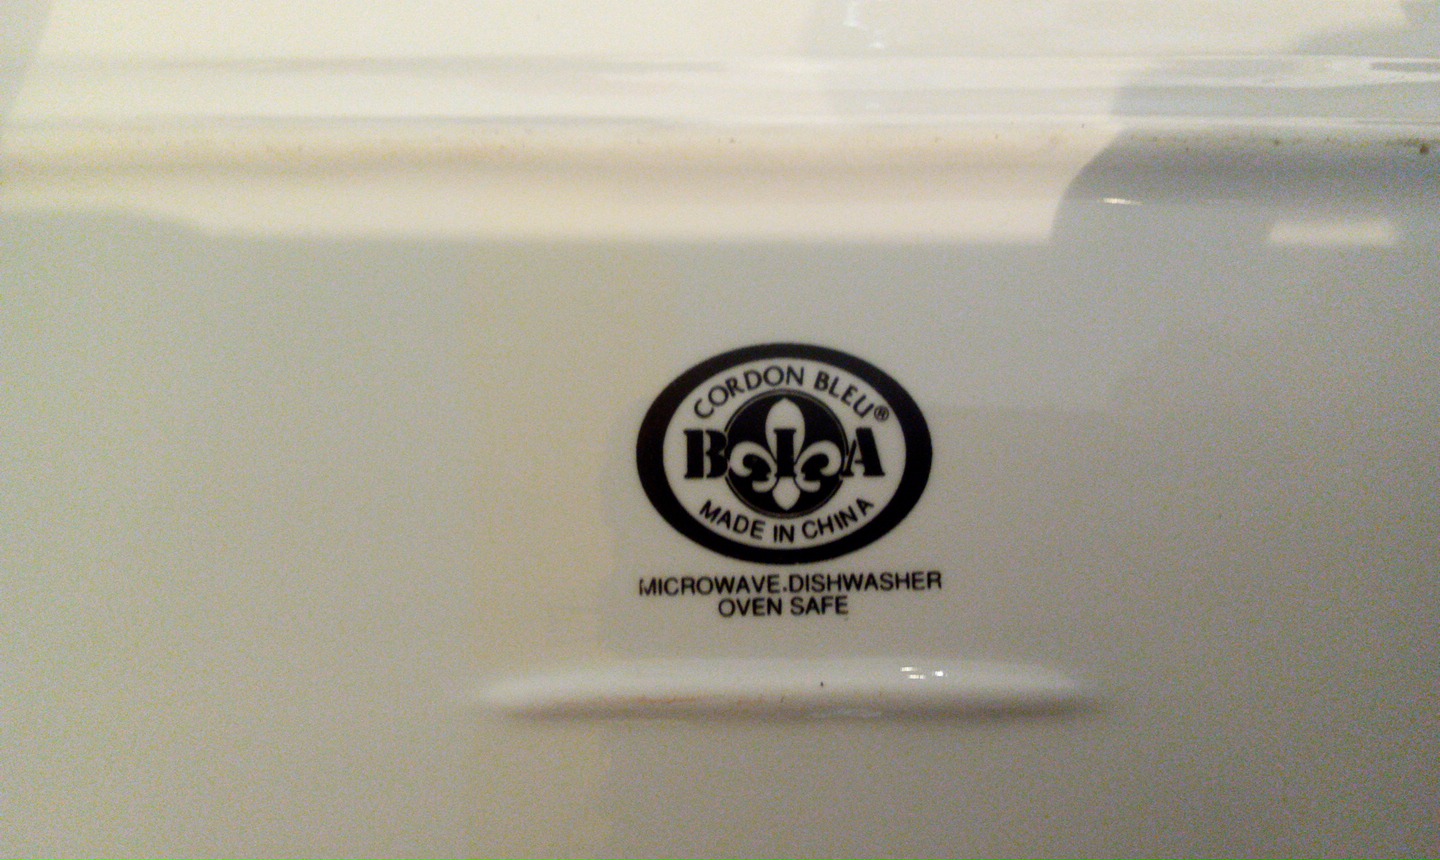 CORDON BLEU®
BIA
MADE IN CHINA
MICROWAVE.DISHWASHER
OVEN SAFE